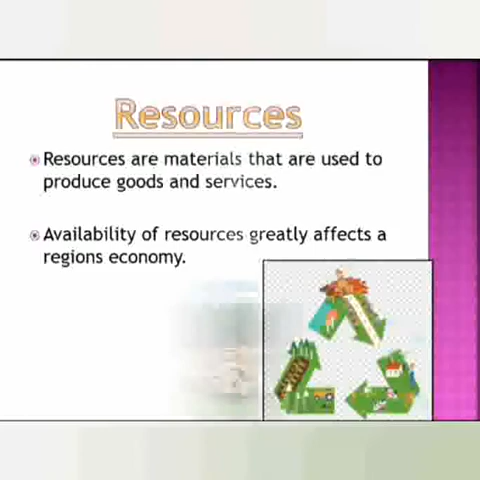 Resources
Resources are materials that are used to
produce goods and services.
Availability of resources greatly affects a
regions economy.